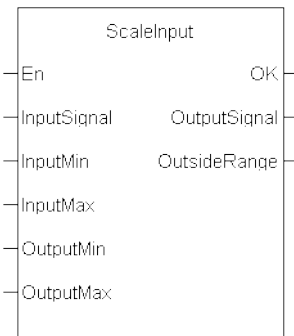 ScaleInput
En OK
InputSignal OutputSignal
InputMin OutsideRange
InputMax
OutputMin
OutputMax